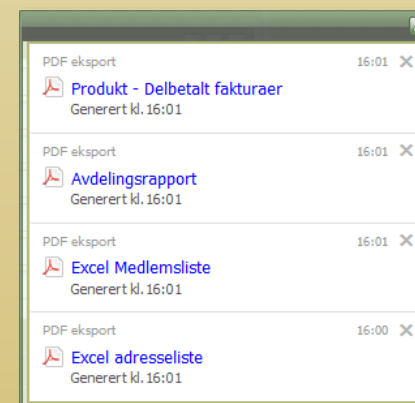 PDF eksport 16:01
Produkt - Delbetalt fakturaer
Generert kl. 16:01
PDF eksport 16:01
Avdelingsrapport
Generert kl. 16:01
PDF eksport 16:01
Excel Medlemsliste
Generert kl. 16:01
PDF eksport 16:00
Excel adresseliste
Generert kl. 16:01